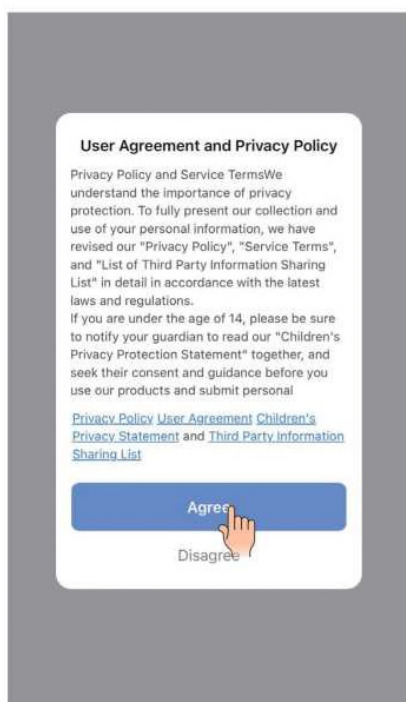 User Agreement and Privacy Policy
Privacy Policy and Service TermsWe
understand the importance of privacy
protection. To fully present our collection and
use of your personal information, we have
revised our "Privacy Policy", "Service Terms",
and "List of Third Party Information Sharing
List" in detail in accordance with the latest
laws and regulations.
If you are under the age of 14, please be sure
to notify your guardian to read our "Children's
Privacy Protection Statement" together, and
seek their consent and guidance before you
use our products and submit personal
Privacy Policy User Agreement Children's
Privacy Statement and Third Party Information
Sharing List
Agree
Disagree